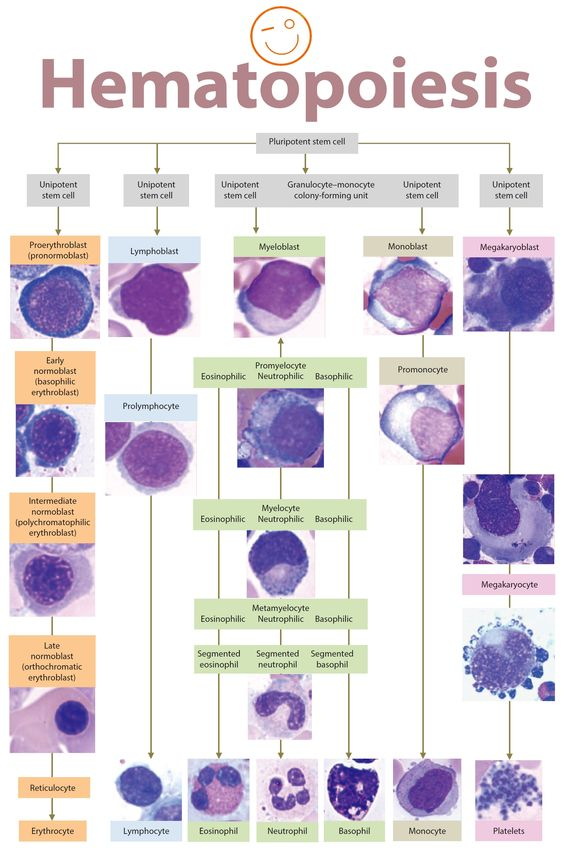 Hematopoiesis
Pluripotent stem cell
Unipotent
stem cell
Unipotent
stem cell
Unipotent
stem cell
Granulocyte–monocyte
colony-forming unit
Unipotent
stem cell
Unipotent
stem cell
Proerythroblast
(pronormoblast)
Lymphoblast
Myeloblast
Monoblast
Megakaryoblast
Early
normoblast
(basophilic
erythroblast)
Promyelocyte
Eosinophilic Neutrophilic Basophilic
Promonocyte
Prolymphocyte
Intermediate
normoblast
(polychromatophilic
erythroblast)
Myelocyte
Eosinophilic Neutrophilic Basophilic
Megakaryocyte
Metamyelocyte
Eosinophilic Neutrophilic Basophilic
Late
normoblast
(orthochromatic
erythroblast)
Segmented
eosinophil
Segmented
neutrophil
Segmented
basophil
Reticulocyte
Erythrocyte
Lymphocyte
Eosinophil
Neutrophil
Basophil
Monocyte
Platelets